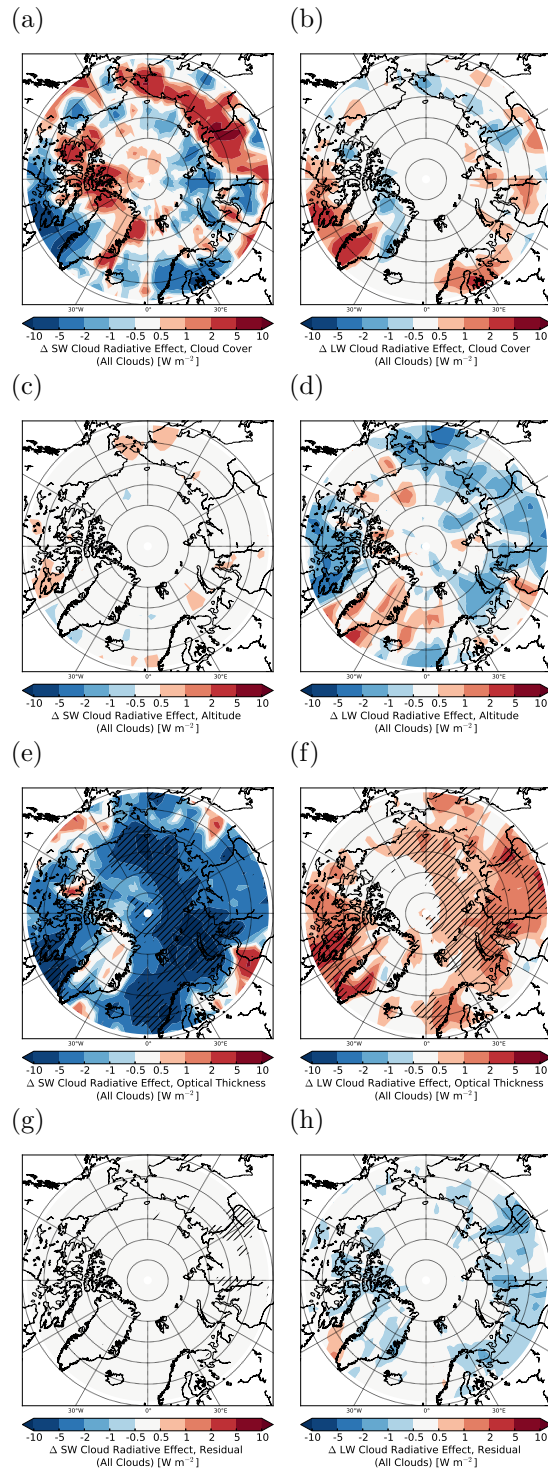 (a)
(b)
30°W 0° 30°E
30°W 0° 30°E
-10 -5 -2 -1 -0.5 0.5 1 2 5 10
-10 -5 -2 -1 -0.5 0.5 1 2 5 10
Δ SW Cloud Radiative Effect, Cloud Cover
(All Clouds) [W m⁻²]
Δ LW Cloud Radiative Effect, Cloud Cover
(All Clouds) [W m⁻²]
(c)
(d)
30°W 0° 30°E
30°W 0° 30°E
-10 -5 -2 -1 -0.5 0.5 1 2 5 10
-10 -5 -2 -1 -0.5 0.5 1 2 5 10
Δ SW Cloud Radiative Effect, Altitude
(All Clouds) [W m⁻²]
Δ LW Cloud Radiative Effect, Altitude
(All Clouds) [W m⁻²]
(e)
(f)
30°W 0° 30°E
30°W 0° 30°E
-10 -5 -2 -1 -0.5 0.5 1 2 5 10
-10 -5 -2 -1 -0.5 0.5 1 2 5 10
Δ SW Cloud Radiative Effect, Optical Thickness
(All Clouds) [W m⁻²]
Δ LW Cloud Radiative Effect, Optical Thickness
(All Clouds) [W m⁻²]
(g)
(h)
30°W 0° 30°E
30°W 0° 30°E
-10 -5 -2 -1 -0.5 0.5 1 2 5 10
-10 -5 -2 -1 -0.5 0.5 1 2 5 10
Δ SW Cloud Radiative Effect, Residual
(All Clouds) [W m⁻²]
Δ LW Cloud Radiative Effect, Residual
(All Clouds) [W m⁻²]